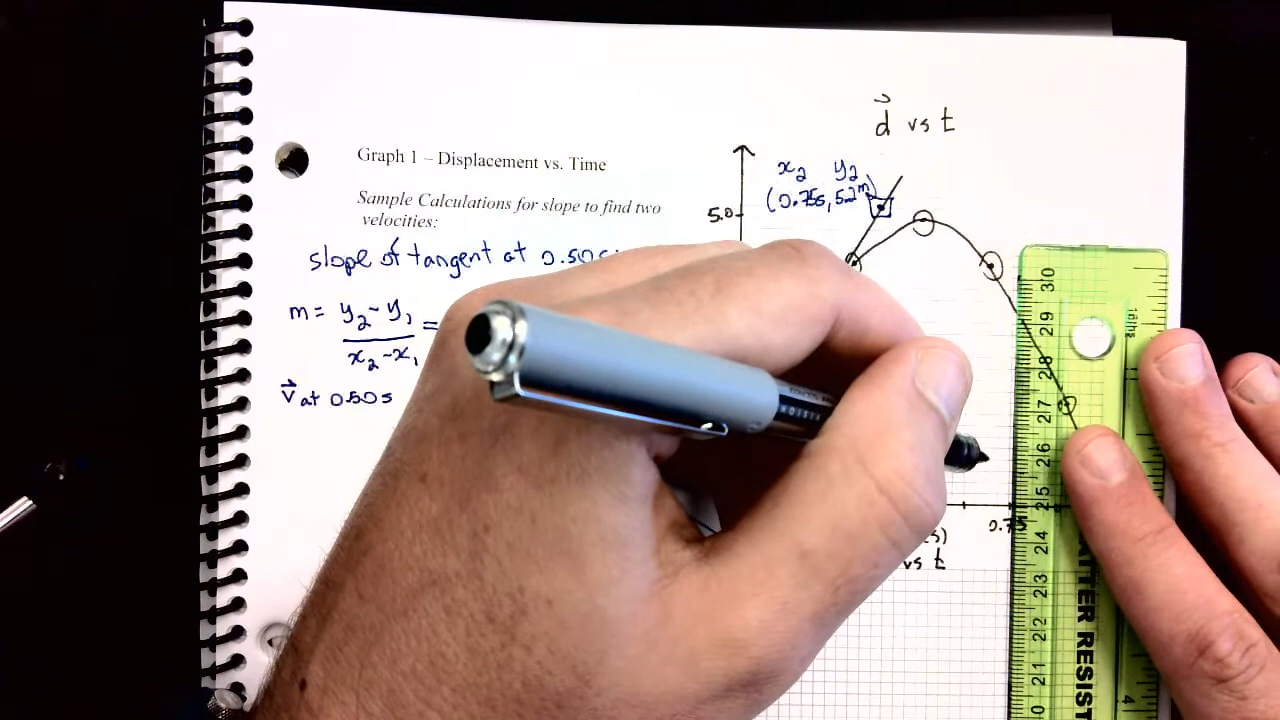 d⃗ vs t
Graph 1 – Displacement vs. Time
x₂ y₂
(0.75s, 5.2m)
Sample Calculations for slope to find two
velocities:
5.0
slope of tangent at 0.50s
m = y₂-y₁ =
x₂-x₁
v⃗ at 0.50s
30
29
28
27
26
25
24
23
22
21
0.75
vs t
4